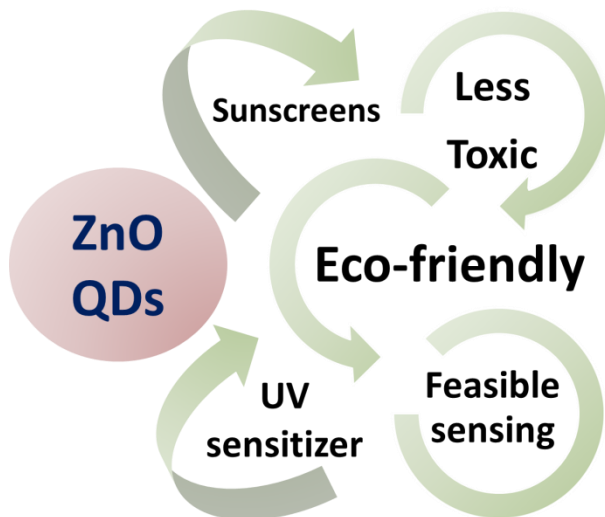 Sunscreens
Less
Toxic
ZnO
QDs
Eco-friendly
UV
sensitizer
Feasible
sensing